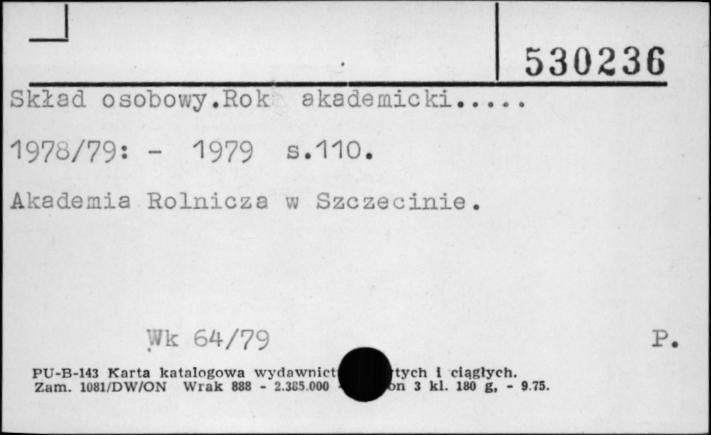 530236
Skład osobowy.Rok akademicki.....
1978/79: - 1979 s.110.
Akademia Rolnicza w Szczecinie.
Wk 64/79 P.
PU-B-143 Karta katalogowa wydawnict tych i ciągłych.
Zam. 1081/DW/ON Wrak 888 - 2.385.000 - on 3 kl. 180 g, - 9.75.